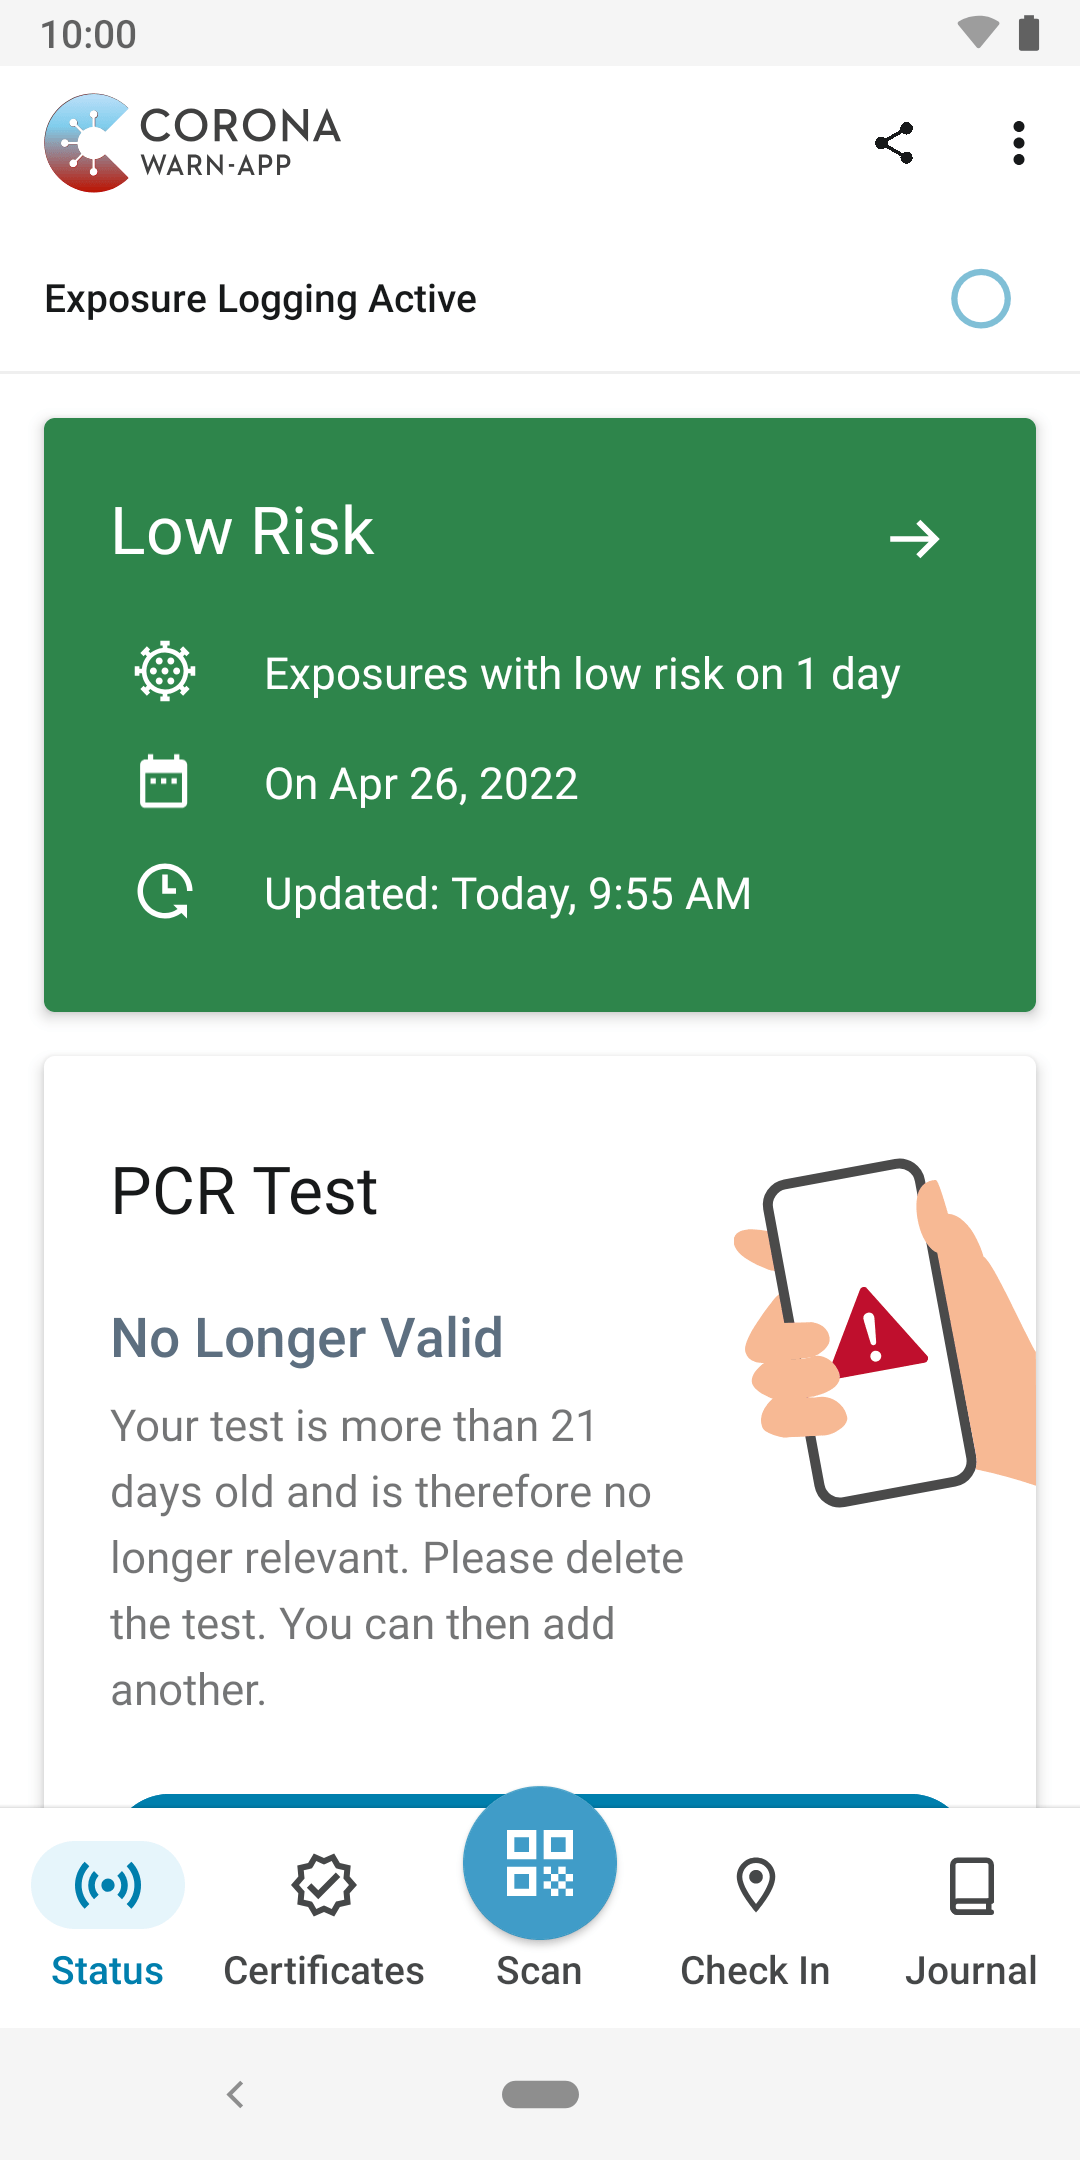 10:00
CORONA
WARN-APP
Exposure Logging Active
Low Risk
Exposures with low risk on 1 day
On Apr 26, 2022
Updated: Today, 9:55 AM
PCR Test
No Longer Valid
Your test is more than 21
days old and is therefore no
longer relevant. Please delete
the test. You can then add
another.
Status
Certificates
Scan
Check In
Journal